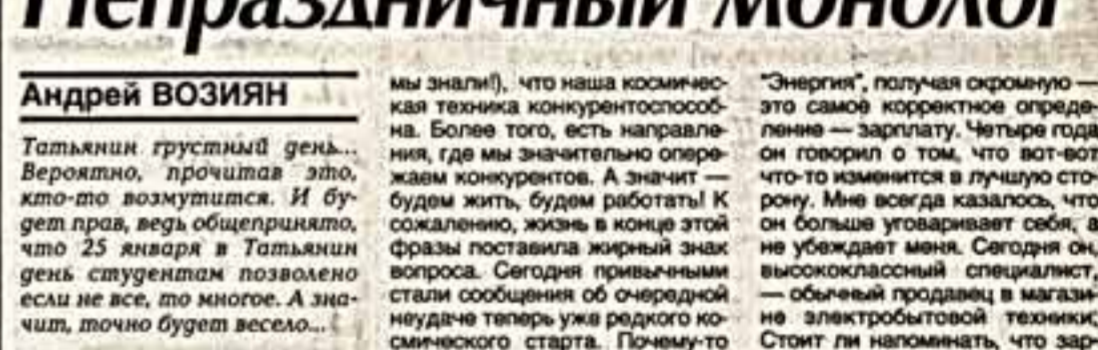 Непраздничный монолог
Андрей ВОЗИЯН
Татьянин грустный день...
Вероятно, прочитав это,
кто-то возмутится. И бу-
дет прав, ведь общепринято,
что 25 января в Татьянин
день студентам позволено
если не все, то многое. А зна-
чит, точно будет весело...
мы знали!), что наша космичес-
кая техника конкурентоспособ-
на. Более того, есть направле-
ния, где мы значительно опере-
жаем конкурентов. А значит —
будем жить, будем работать! К
сожалению, жизнь в конце этой
фразы поставила жирный знак
вопроса. Сегодня привычными
стали сообщения об очередной
неудаче теперь уже редкого ко-
смического старта. Почему-то
"Энергия", получая скромную —
это самое корректное опреде-
ление — зарплату. Четыре года
он говорил о том, что вот-вот
что-то изменится в лучшую сто-
рону. Мне всегда казалось, что
он больше уговаривает себя, а
не убеждает меня. Сегодня он,
высококлассный специалист,
— обычный продавец в магази-
не электробытовой техники.
Стоит ли напоминать, что зар-